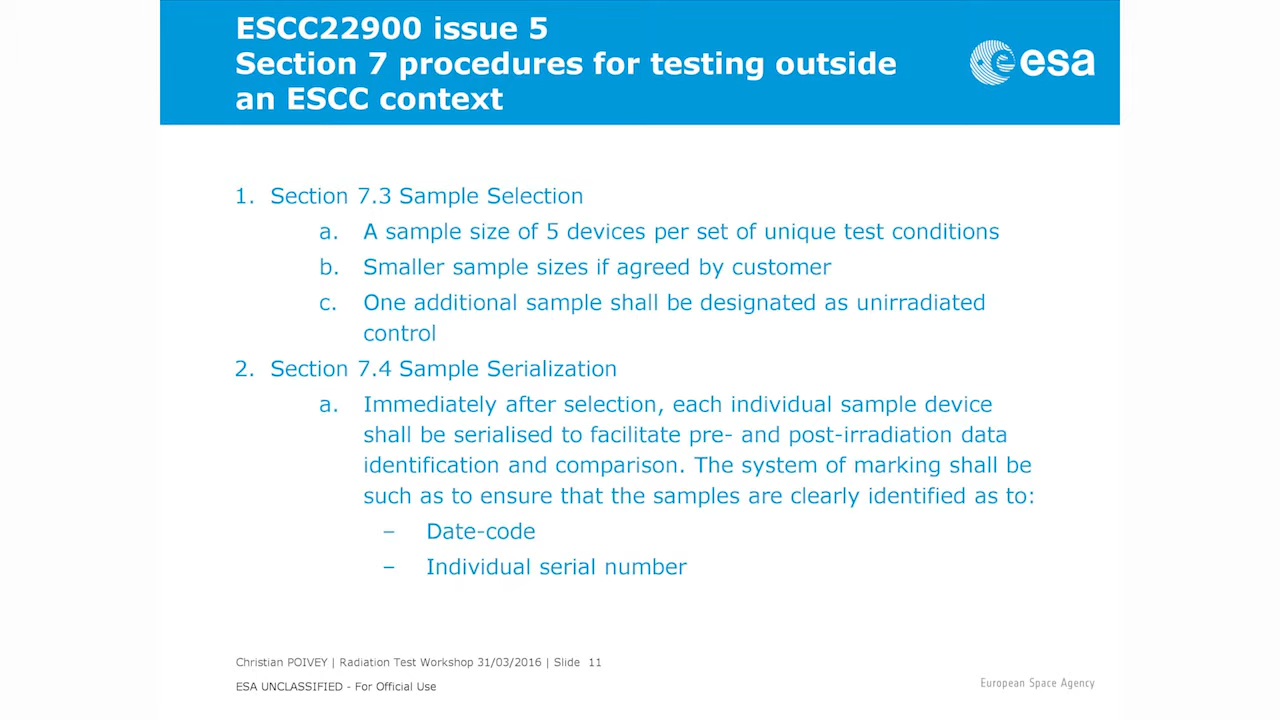 ESCC22900 issue 5
Section 7 procedures for testing outside
an ESCC context
esa
1. Section 7.3 Sample Selection
a. A sample size of 5 devices per set of unique test conditions
b. Smaller sample sizes if agreed by customer
c. One additional sample shall be designated as unirradiated
control
2. Section 7.4 Sample Serialization
a. Immediately after selection, each individual sample device
shall be serialised to facilitate pre- and post-irradiation data
identification and comparison. The system of marking shall be
such as to ensure that the samples are clearly identified as to:
– Date-code
– Individual serial number
Christian POIVEY | Radiation Test Workshop 31/03/2016 | Slide 11
ESA UNCLASSIFIED - For Official Use
European Space Agency